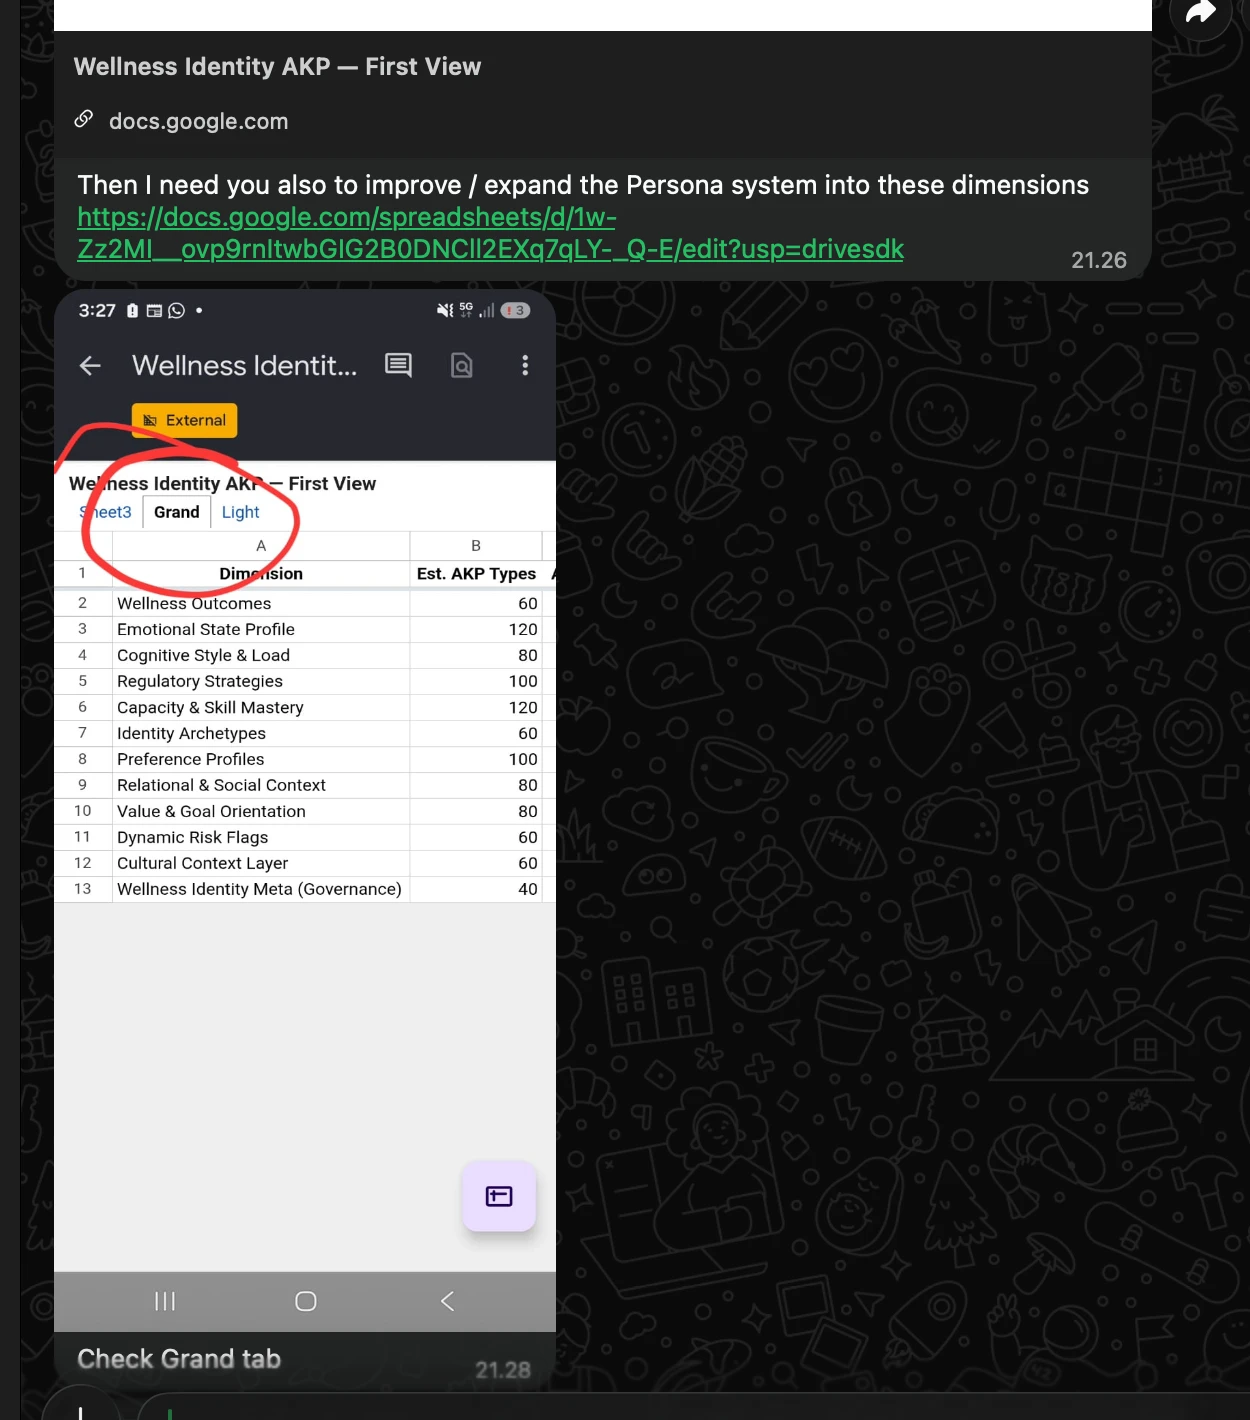 Wellness Identity AKP — First View
docs.google.com
Then I need you also to improve / expand the Persona system into these dimensions
https://docs.google.com/spreadsheets/d/1w-
Zz2MI__ovp9rnItwbGIG2B0DNCll2EXq7qLY-_Q-E/edit?usp=drivesdk
21.26
3:27
5G
3
Wellness Identit...
External
Wellness Identity AKP — First View
Sheet3 Grand Light
A B
1 Dimension Est. AKP Types
2 Wellness Outcomes 60
3 Emotional State Profile 120
4 Cognitive Style & Load 80
5 Regulatory Strategies 100
6 Capacity & Skill Mastery 120
7 Identity Archetypes 60
8 Preference Profiles 100
9 Relational & Social Context 80
10 Value & Goal Orientation 80
11 Dynamic Risk Flags 60
12 Cultural Context Layer 60
13 Wellness Identity Meta (Governance) 40
Check Grand tab
21.28